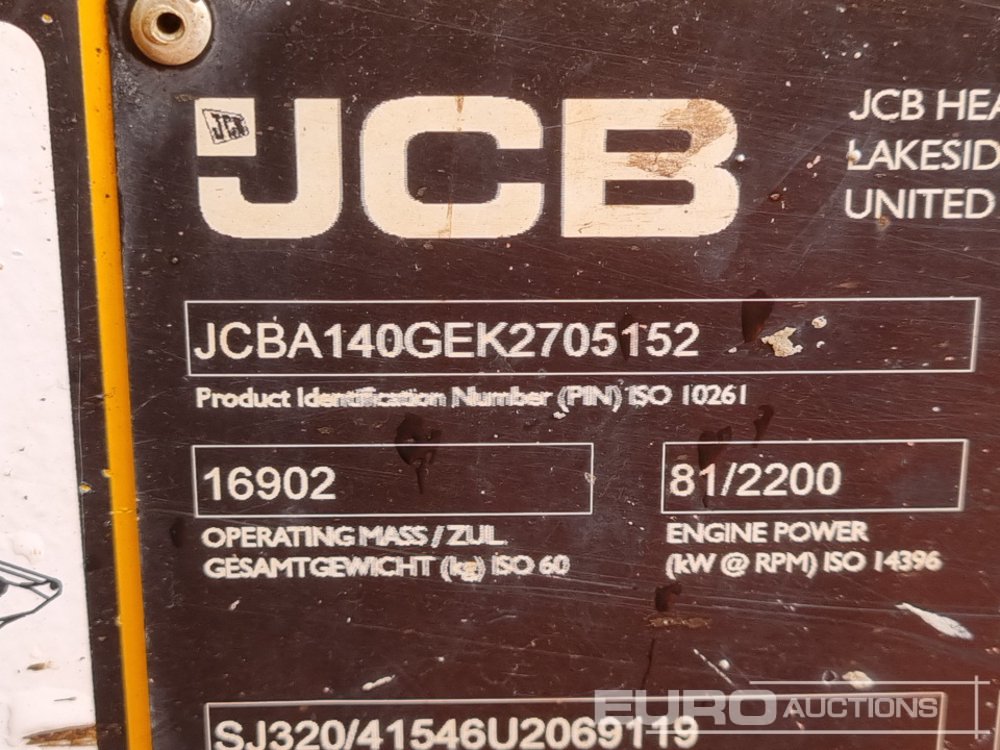 JCB
JCB HEA
LAKESID
UNITED
JCBA140GEK2705152
Product Identification Number (PIN) ISO 10261
16902
81/2200
OPERATING MASS / ZUL.
GESAMTGEWICHT (kg) ISO 60
ENGINE POWER
(kW @ RPM) ISO 14396
SJ320/41546U2069119
EURO AUCTIONS